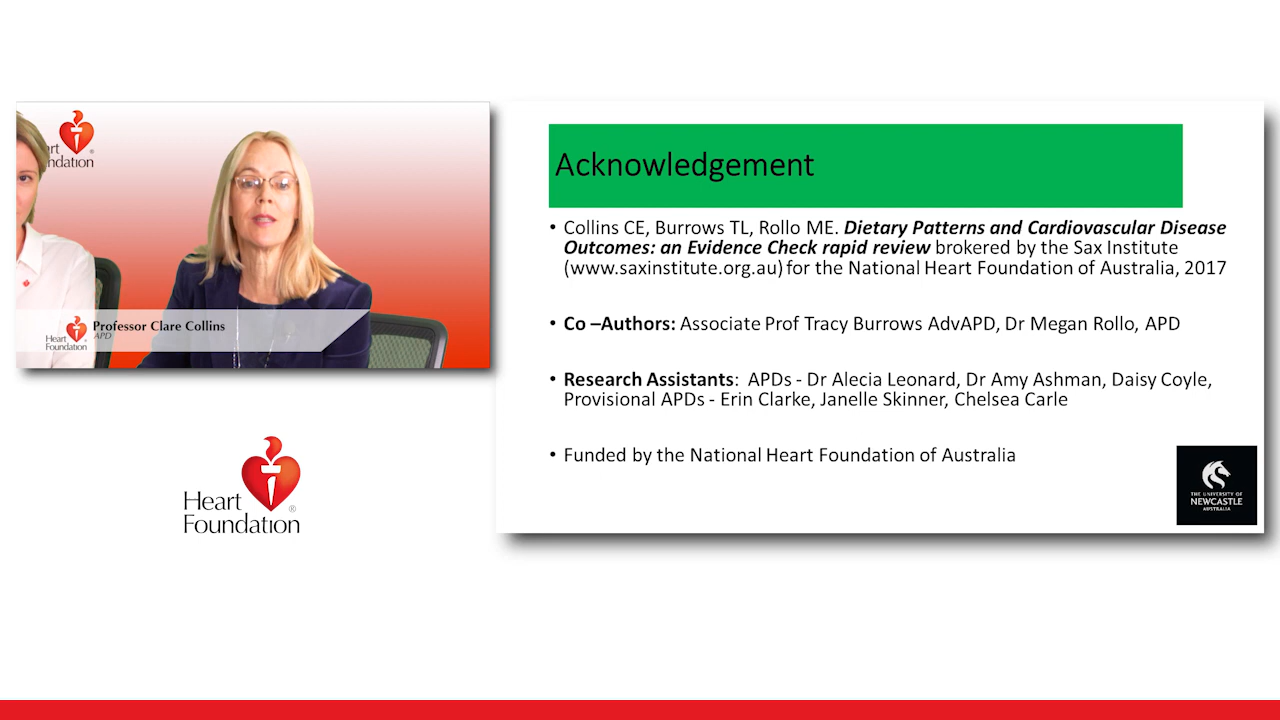 art
undation
Professor Clare Collins
APD
Heart
Foundation
Heart
Foundation
®
Acknowledgement
• Collins CE, Burrows TL, Rollo ME. Dietary Patterns and Cardiovascular Disease
Outcomes: an Evidence Check rapid review brokered by the Sax Institute
(www.saxinstitute.org.au) for the National Heart Foundation of Australia, 2017
• Co –Authors: Associate Prof Tracy Burrows AdvAPD, Dr Megan Rollo, APD
• Research Assistants: APDs - Dr Alecia Leonard, Dr Amy Ashman, Daisy Coyle,
Provisional APDs - Erin Clarke, Janelle Skinner, Chelsea Carle
• Funded by the National Heart Foundation of Australia
THE UNIVERSITY OF
NEWCASTLE
AUSTRALIA